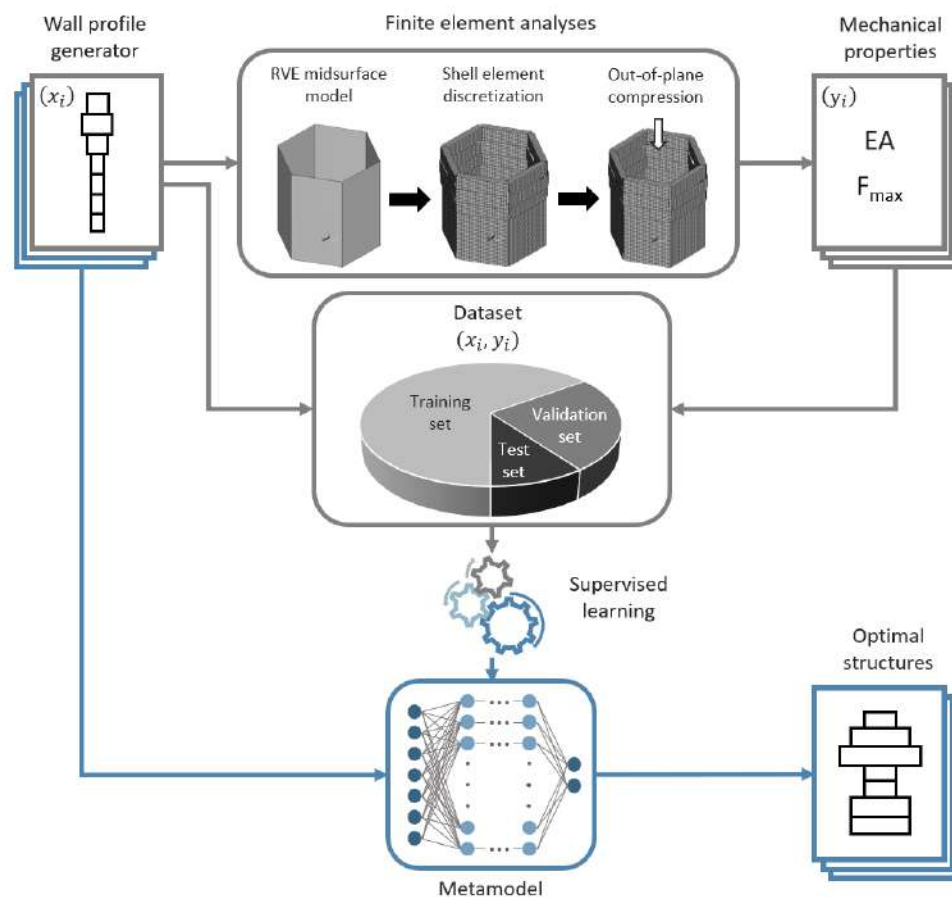 Wall profile
generator
(x_i)
Finite element analyses
RVE midsurface
model
Shell element
discretization
Out-of-plane
compression
Mechanical
properties
(y_i)
EA
F_max
Dataset
(x_i, y_i)
Training
set
Validation
set
Test
set
Supervised
learning
Optimal
structures
Metamodel